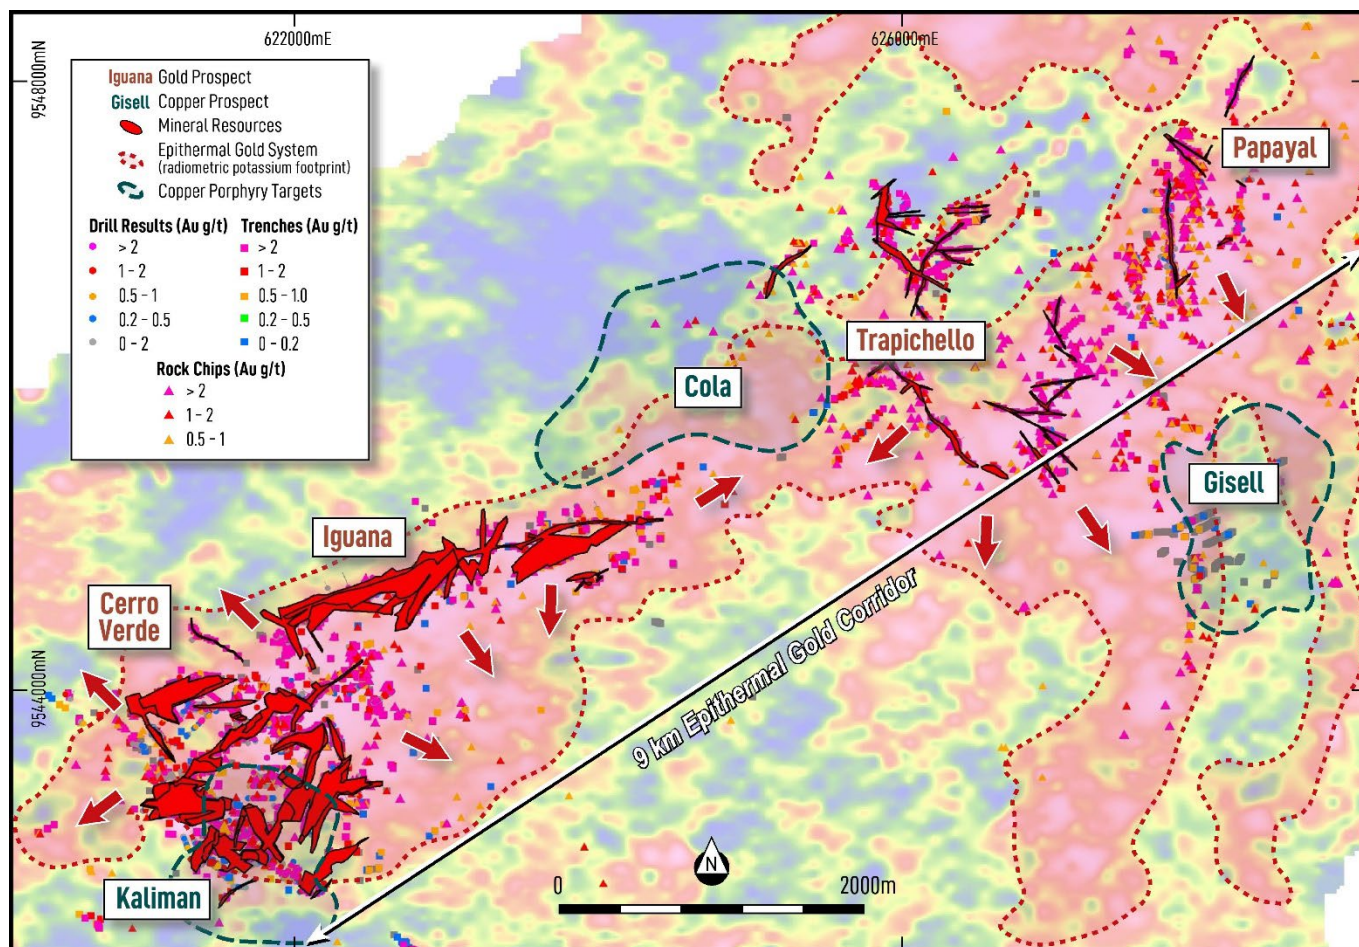 622000mE
626000mE
9548000mN
9544000mN
Iguana Gold Prospect
Gisell Copper Prospect
Mineral Resources
Epithermal Gold System
(radiometric potassium footprint)
Copper Porphyry Targets
Drill Results (Au g/t)
> 2
1 - 2
0.5 - 1
0.2 - 0.5
0 - 2
Trenches (Au g/t)
> 2
1 - 2
0.5 - 1.0
0.2 - 0.5
0 - 0.2
Rock Chips (Au g/t)
> 2
1 - 2
0.5 - 1
Papayal
Trapichello
Cola
Gisell
Iguana
Cerro
Verde
Kaliman
9 km Epithermal Gold Corridor
N
0
2000m